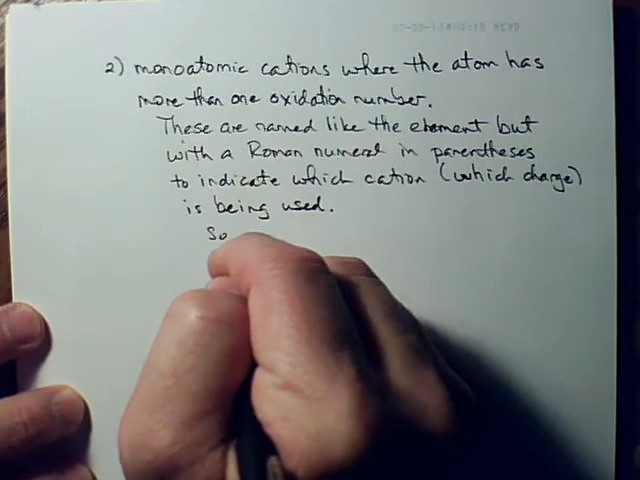 2) monoatomic cations where the atom has
more than one oxidation number.
These are named like the element but
with a Roman numeral in parentheses
to indicate which cation (which charge)
is being used.
So